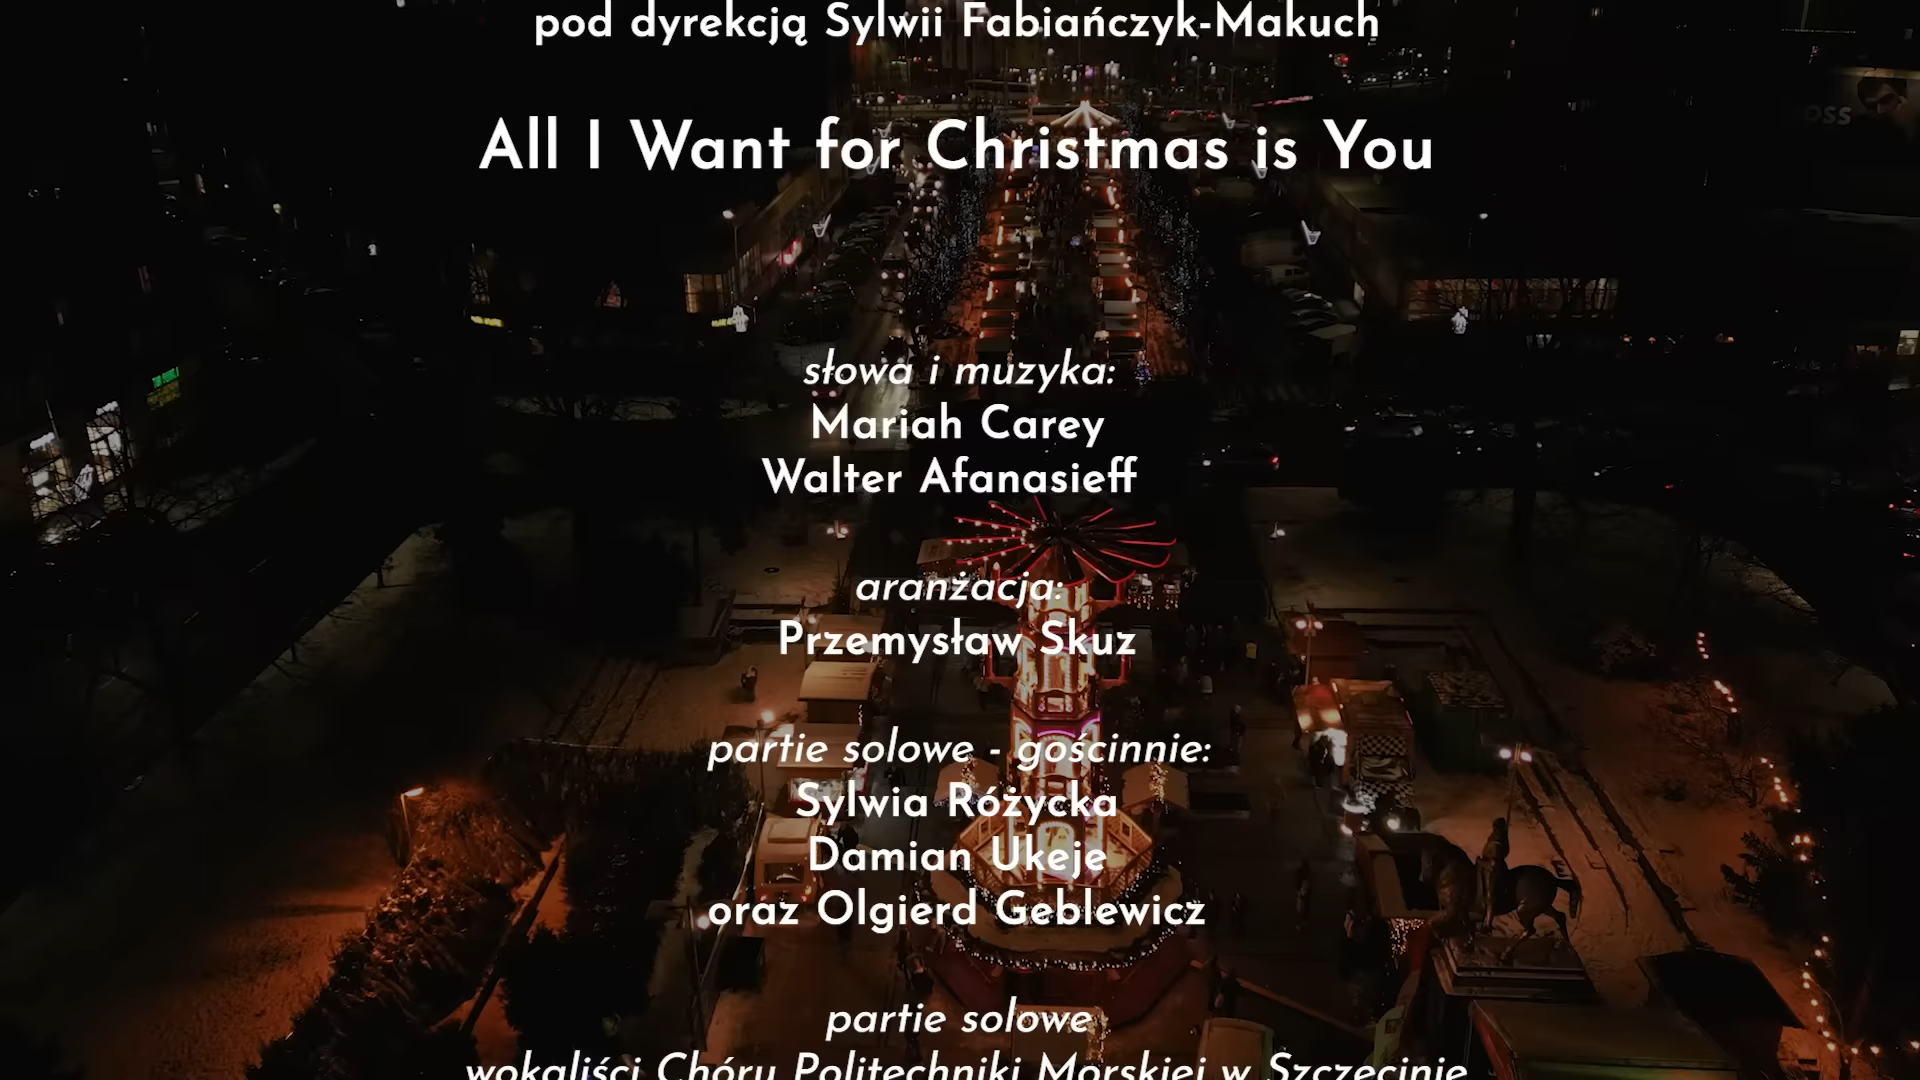 pod dyrekcją Sylwii Fabiańczyk-Makuch
All I Want for Christmas is You
słowa i muzyka:
Mariah Carey
Walter Afanasieff
aranżacja:
Przemysław Skuz
partie solowe - gościnnie:
Sylwia Różycka
Damian Ukeje
oraz Olgierd Geblewicz
partie solowe
wokaliści Chóru Politechniki Morskiej w Szczecinie